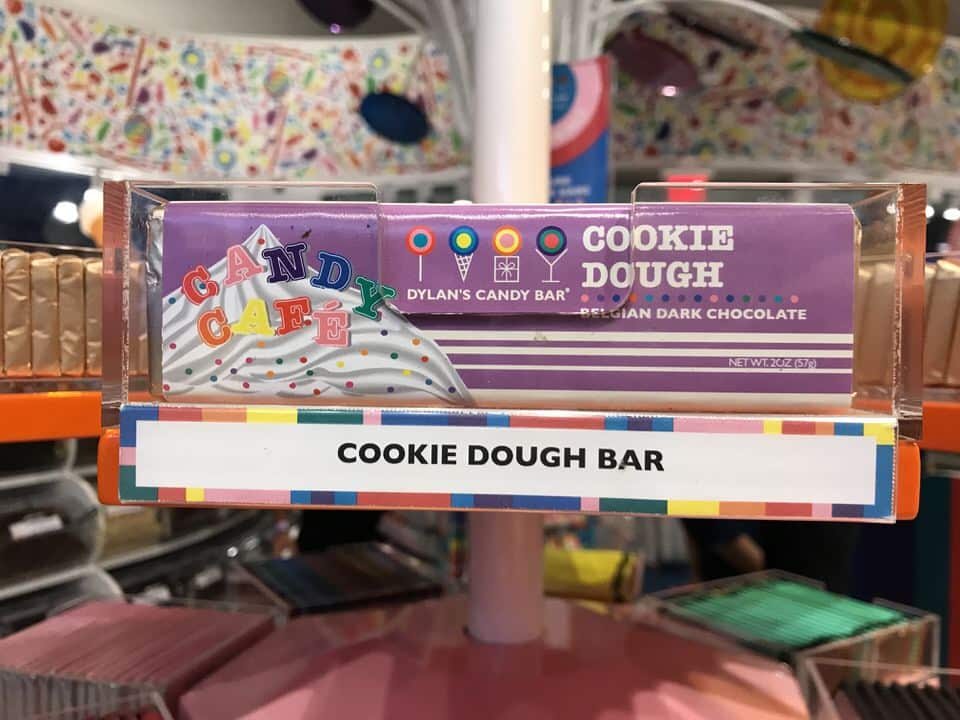 CANDY
CAFÉ
DYLAN'S CANDY BAR®
COOKIE
DOUGH
BELGIAN DARK CHOCOLATE
NET WT. 2OZ (57g)
COOKIE DOUGH BAR